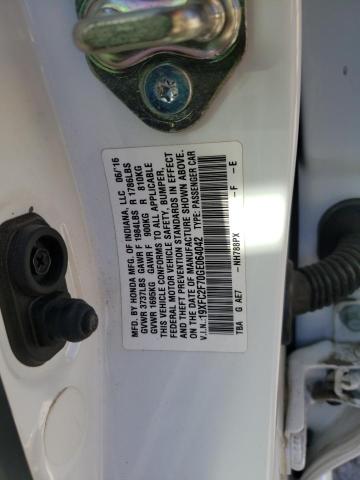 MFD. BY HONDA MFG. OF INDIANA, LLC 06/16
GVWR 3737LBS GAWR F 1984LBS R 1786LBS
GVWR 1695KG GAWR F 900KG R 810KG
THIS VEHICLE CONFORMS TO ALL APPLICABLE
FEDERAL MOTOR VEHICLE SAFETY, BUMPER,
AND THEFT PREVENTION STANDARDS IN EFFECT
ON THE DATE OF MANUFACTURE SHOWN ABOVE.
V.I.N.: 19XFC2F70GE064042 TYPE: PASSENGER CAR
NH788PX - F - E
TBA G AE7